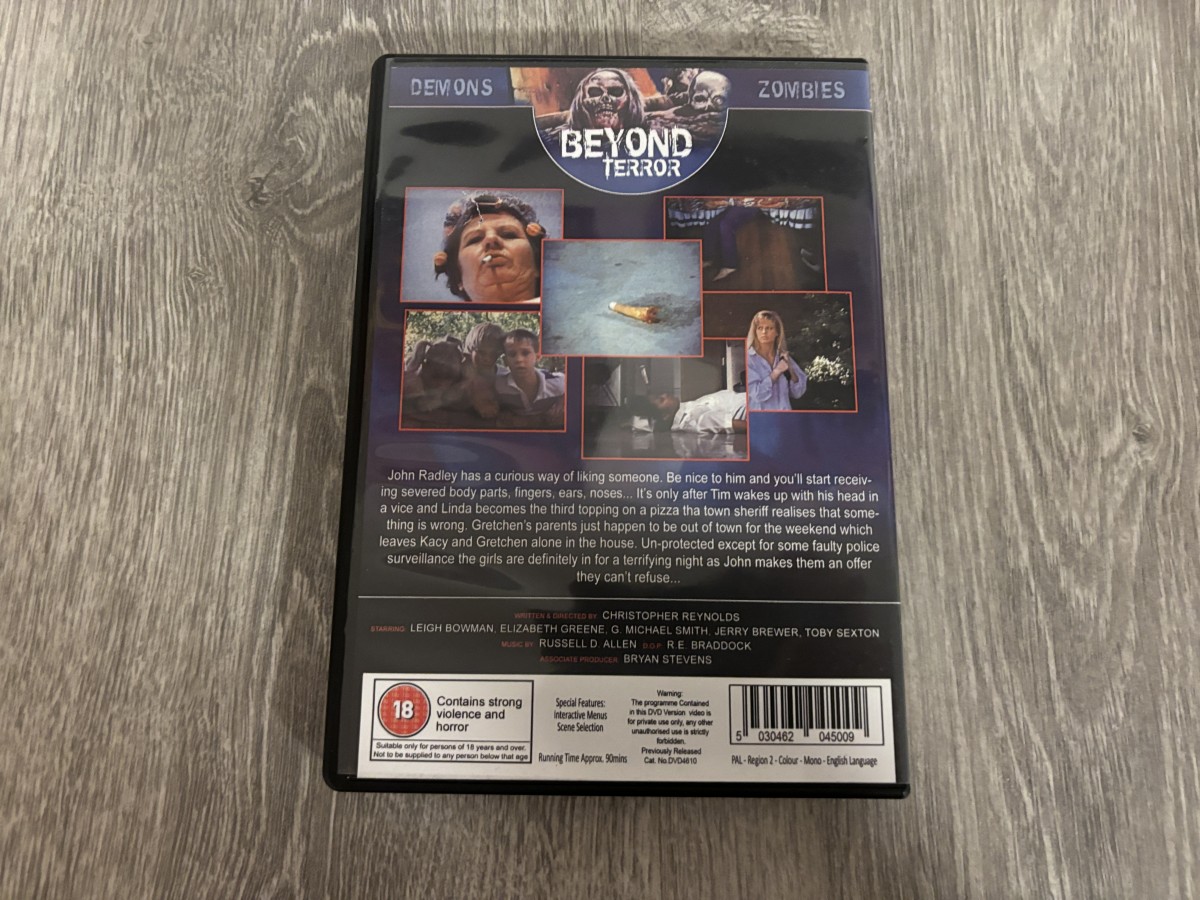 DEMONS
ZOMBIES
BEYOND
TERROR
John Radley has a curious way of liking someone. Be nice to him and you'll start receiv-
ing severed body parts, fingers, ears, noses... It's only after Tim wakes up with his head in
a vice and Linda becomes the third topping on a pizza tha town sheriff realises that some-
thing is wrong. Gretchen's parents just happen to be out of town for the weekend which
leaves Kacy and Gretchen alone in the house. Un-protected except for some faulty police
surveillance the girls are definitely in for a terrifying night as John makes them an offer
they can't refuse...
WRITTEN & DIRECTED BY: CHRISTOPHER REYNOLDS
STARRING: LEIGH BOWMAN, ELIZABETH GREENE, G. MICHAEL SMITH, JERRY BREWER, TOBY SEXTON
MUSIC BY: RUSSELL D. ALLEN D.O.P. R.E. BRADDOCK
ASSOCIATE PRODUCER: BRYAN STEVENS
18
Contains strong
violence and
horror
Suitable only for persons of 18 years and over.
Not to be supplied to any person below that age
Special Features:
Interactive Menus
Scene Selection
Running Time Approx. 90mins
Warning:
The programme Contained
in this DVD Version video is
for private use only, any other
unauthorised use is strictly
forbidden.
Previously Released
Cat. No.DVD4610
5 030462 045009
PAL - Region 2 - Colour - Mono - English Language